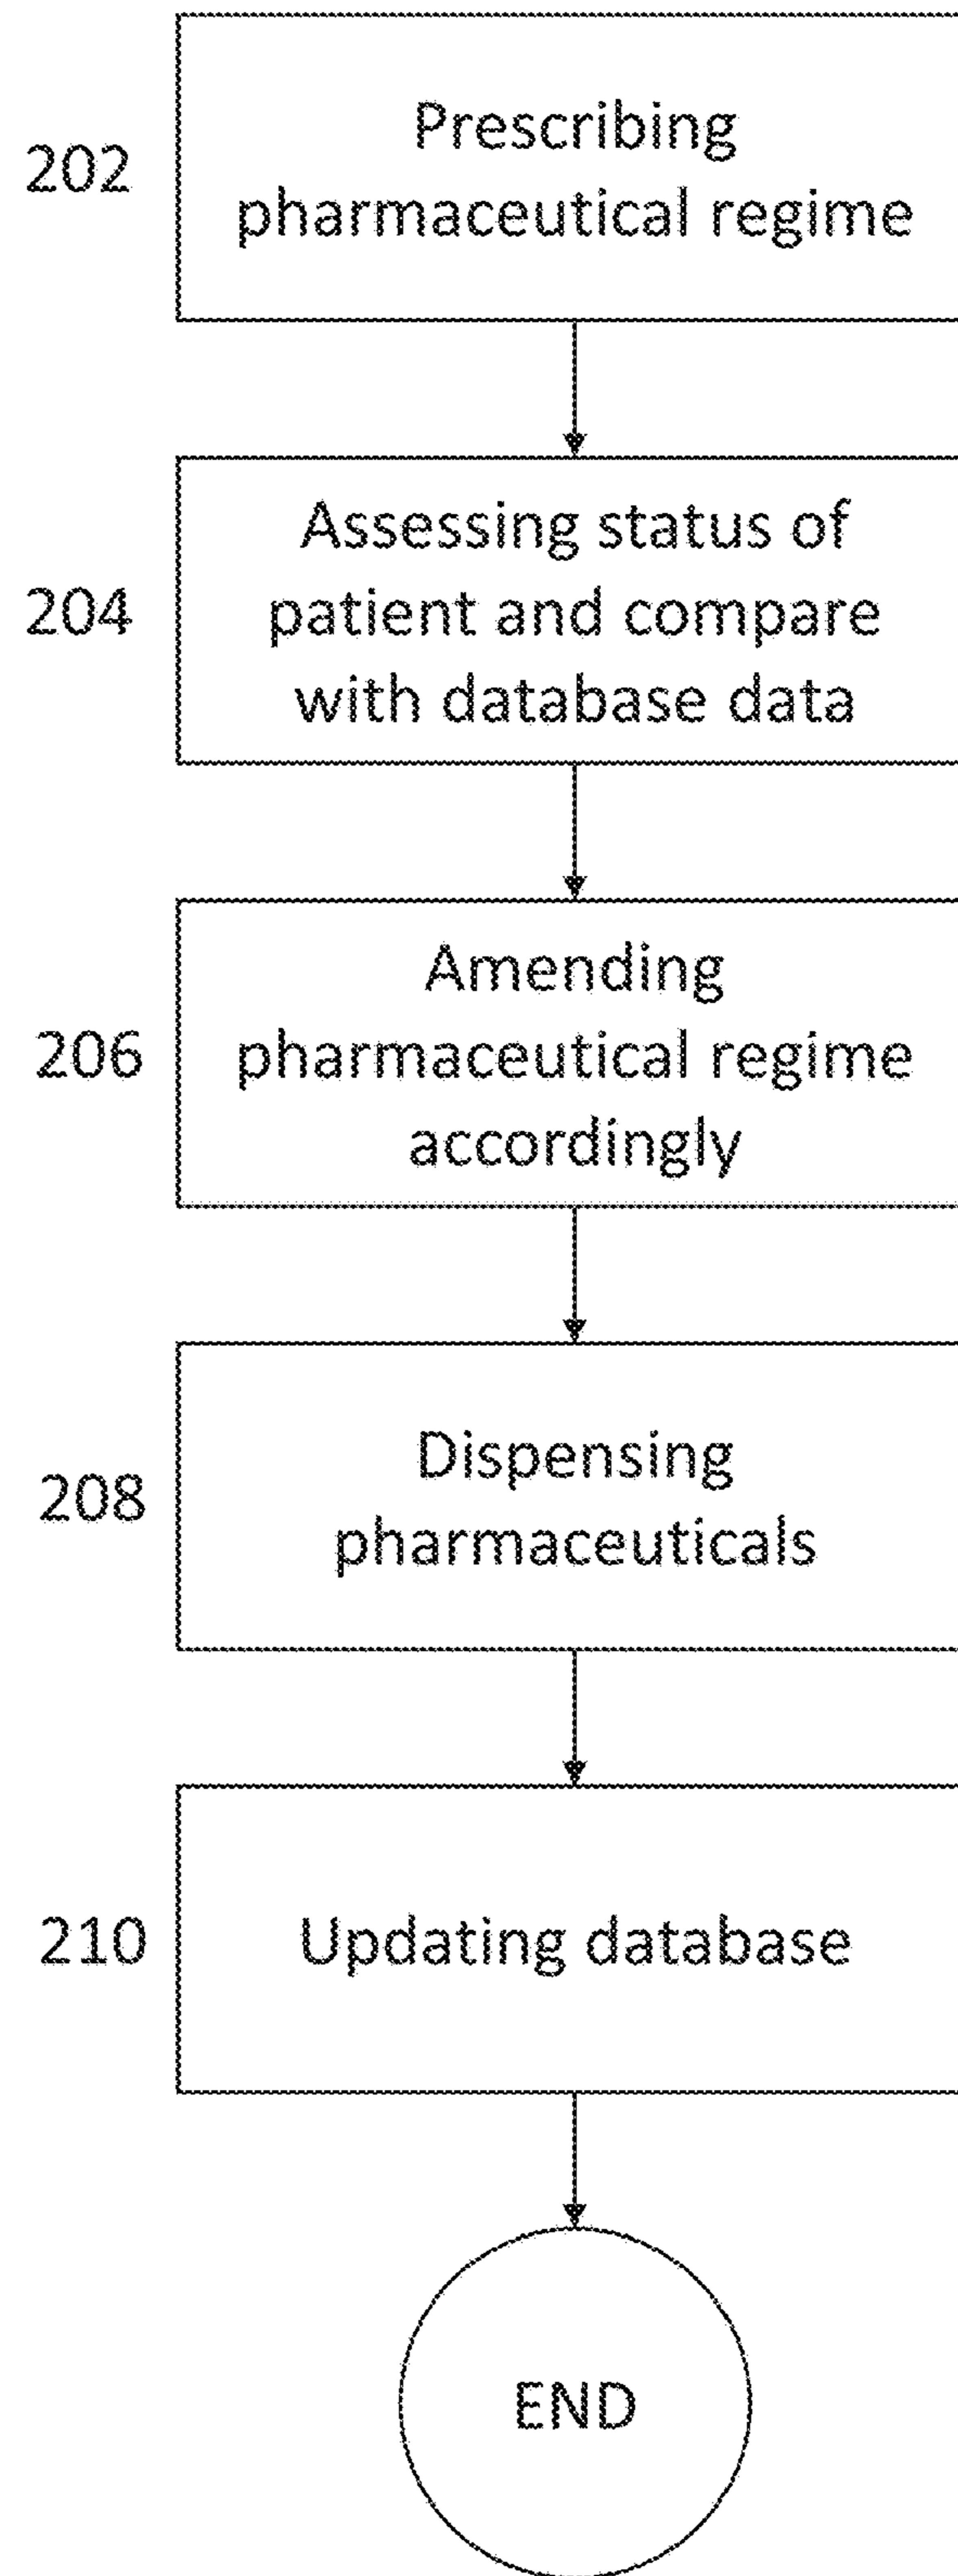 Prescribing
202
pharmaceutical regime
Assessing status of
204
patient and compare
with database data
Amending
206
pharmaceutical regime
accordingly
Dispensing
208
pharmaceuticals
210
Updating database
END